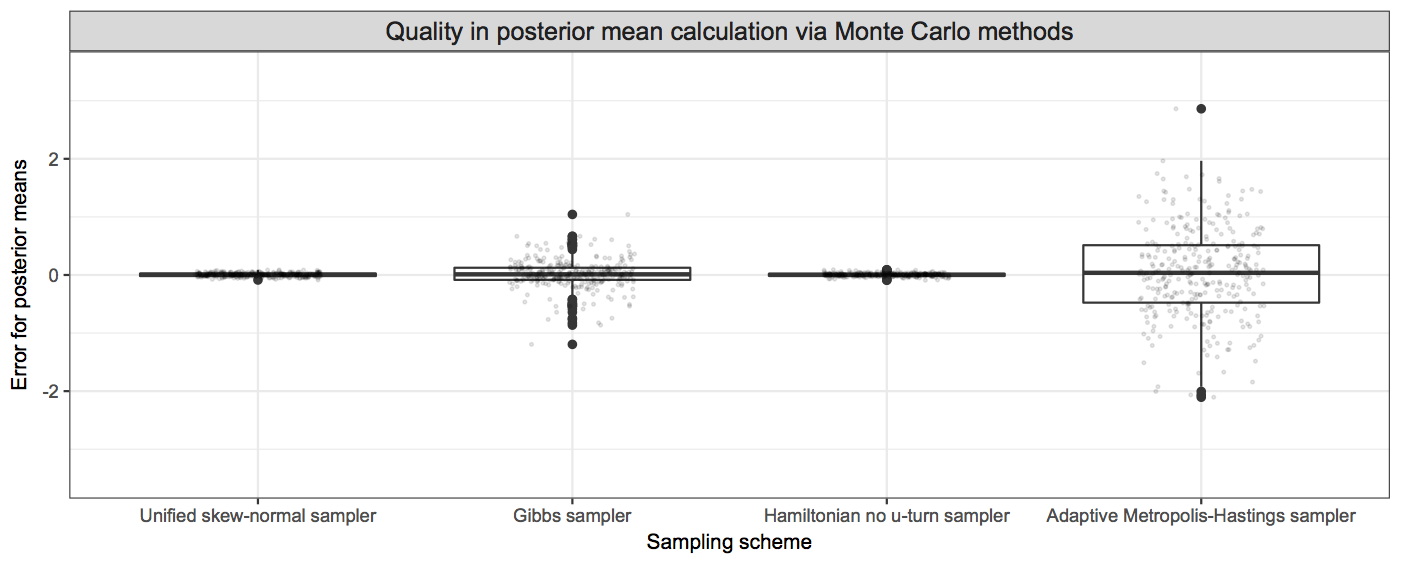 Quality in posterior mean calculation via Monte Carlo methods
Error for posterior means
2
0
-2
Unified skew-normal sampler
Gibbs sampler
Hamiltonian no u-turn sampler
Adaptive Metropolis-Hastings sampler
Sampling scheme